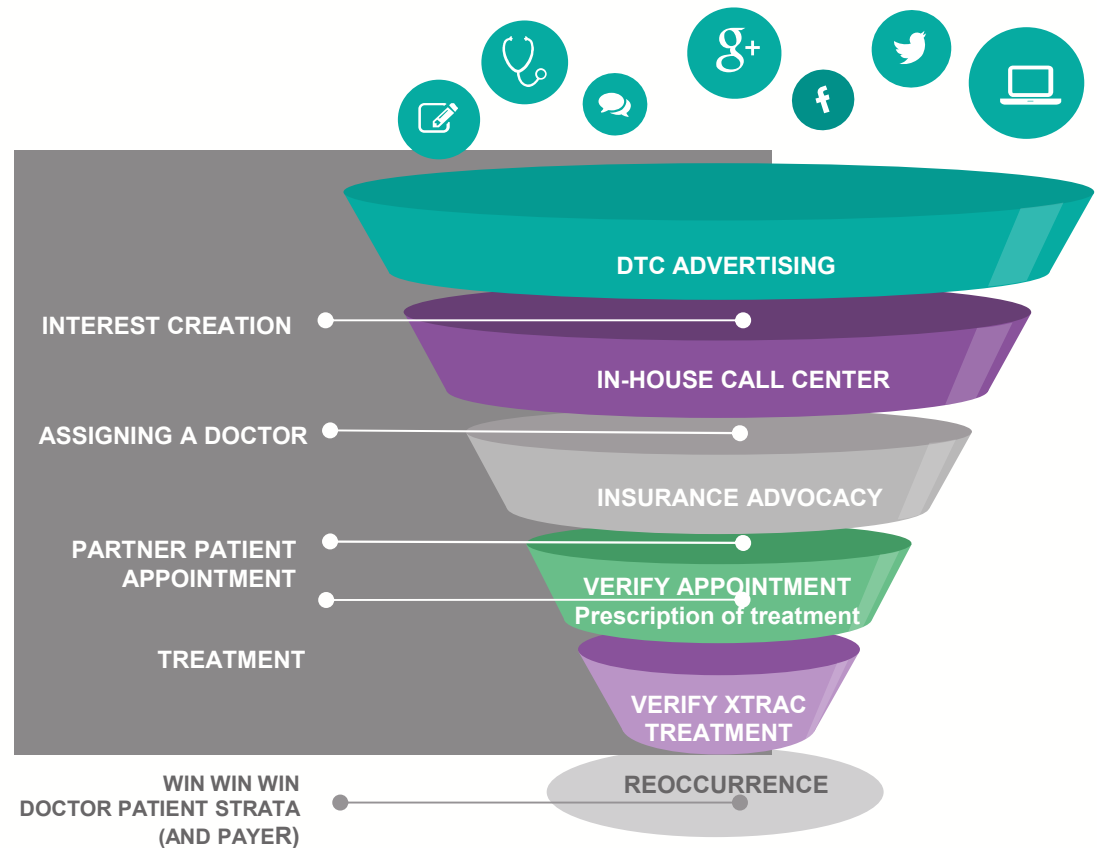 g+
f
DTC ADVERTISING
INTEREST CREATION
IN-HOUSE CALL CENTER
ASSIGNING A DOCTOR
INSURANCE ADVOCACY
PARTNER PATIENT
APPOINTMENT
VERIFY APPOINTMENT
Prescription of treatment
TREATMENT
VERIFY XTRAC
TREATMENT
REOCCURRENCE
WIN WIN WIN
DOCTOR PATIENT STRATA
(AND PAYER)